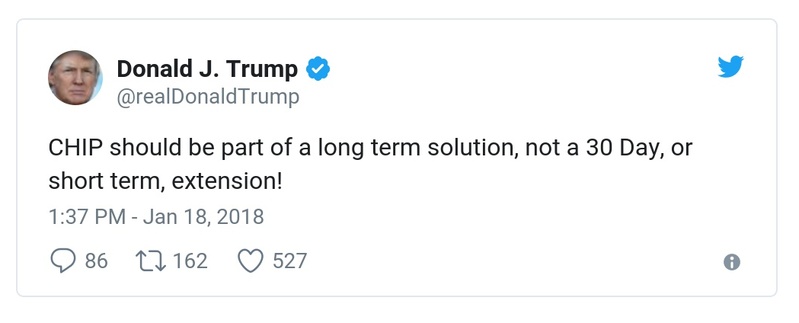 Donald J. Trump
@realDonaldTrump
CHIP should be part of a long term solution, not a 30 Day, or
short term, extension!
1:37 PM - Jan 18, 2018
86 162 527